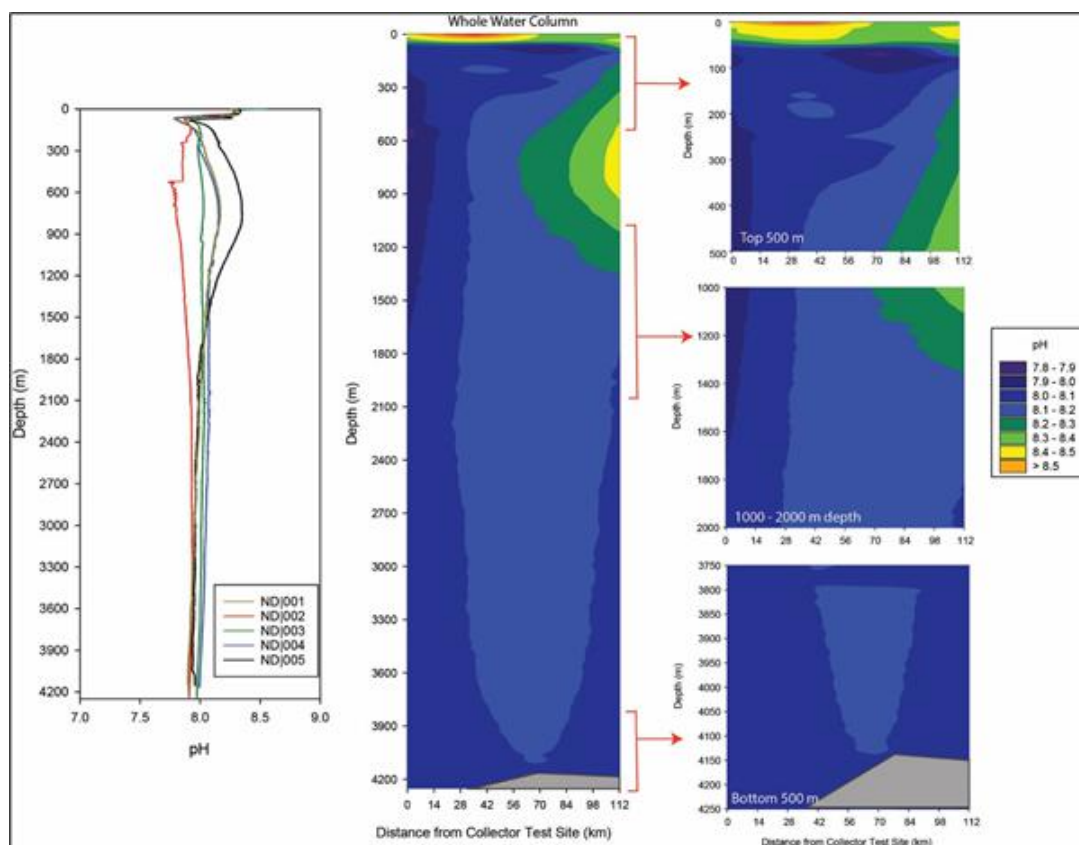 0
300
600
900
1200
1500
1800
2100
2400
2700
3000
3300
3600
3900
4200
Depth (m)
7.0 7.5 8.0 8.5 9.0
pH
ND|001
ND|002
ND|003
ND|004
ND|005
Whole Water Column
0
300
600
900
1200
1500
1800
2100
2400
2700
3000
3300
3600
3900
4200
Depth (m)
0 14 28 42 56 70 84 98 112
Distance from Collector Test Site (km)
0
100
200
300
400
500
Depth (m)
Top 500 m
0 14 28 42 56 70 84 98 112
1000
1200
1400
1600
1800
2000
Depth (m)
1000 - 2000 m depth
0 14 28 42 56 70 84 98 112
3750
3800
3850
3900
3950
4000
4050
4100
4150
4200
4250
Depth (m)
Bottom 500 m
0 14 28 42 56 70 84 98 112
Distance from Collector Test Site (km)
pH
7.8 - 7.9
7.9 - 8.0
8.0 - 8.1
8.1 - 8.2
8.2 - 8.3
8.3 - 8.4
8.4 - 8.5
> 8.5